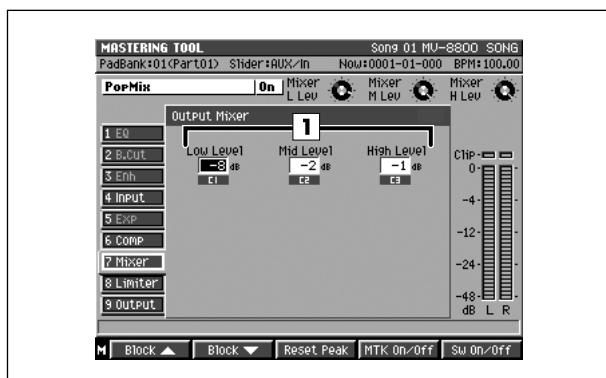 MASTERING TOOL Song 01 MV-8800 SONG
PadBank:01(Part01) Slider:AUX/In Now:0001-01-000 BPM:100.00
PopMix On Mixer L Lev Mixer M Lev Mixer H Lev
Output Mixer
1
1 EQ
2 B.Cut
3 Enh
4 Input
5 Exp
6 Comp
7 Mixer
8 Limiter
9 Output
Low Level Mid Level High Level
-8 dB -2 dB -1 dB
C1 C2 C3
Clip
0
-4
-12
-24
-48
dB L R
M Block ▲ Block ▼ Reset Peak MTK On/Off Sw On/Off